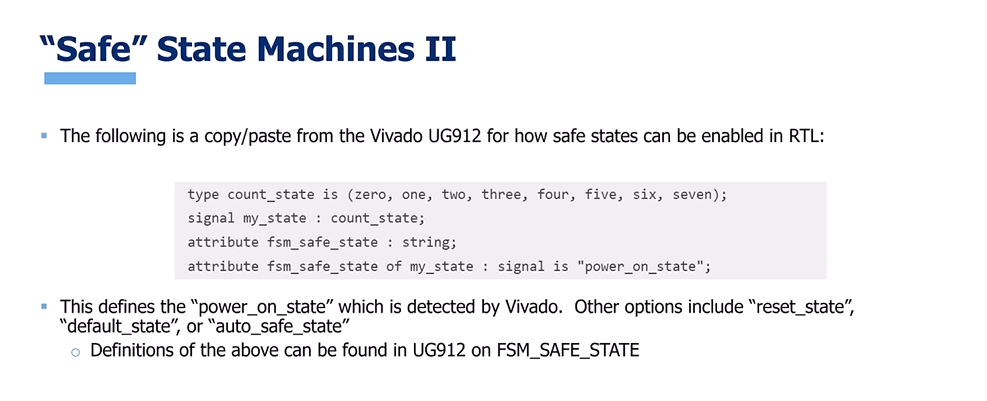 “Safe” State Machines II
▪ The following is a copy/paste from the Vivado UG912 for how safe states can be enabled in RTL:
type count_state is (zero, one, two, three, four, five, six, seven);
signal my_state : count_state;
attribute fsm_safe_state : string;
attribute fsm_safe_state of my_state : signal is "power_on_state";
▪ This defines the “power_on_state” which is detected by Vivado.  Other options include “reset_state”,
“default_state”, or “auto_safe_state”
○ Definitions of the above can be found in UG912 on FSM_SAFE_STATE